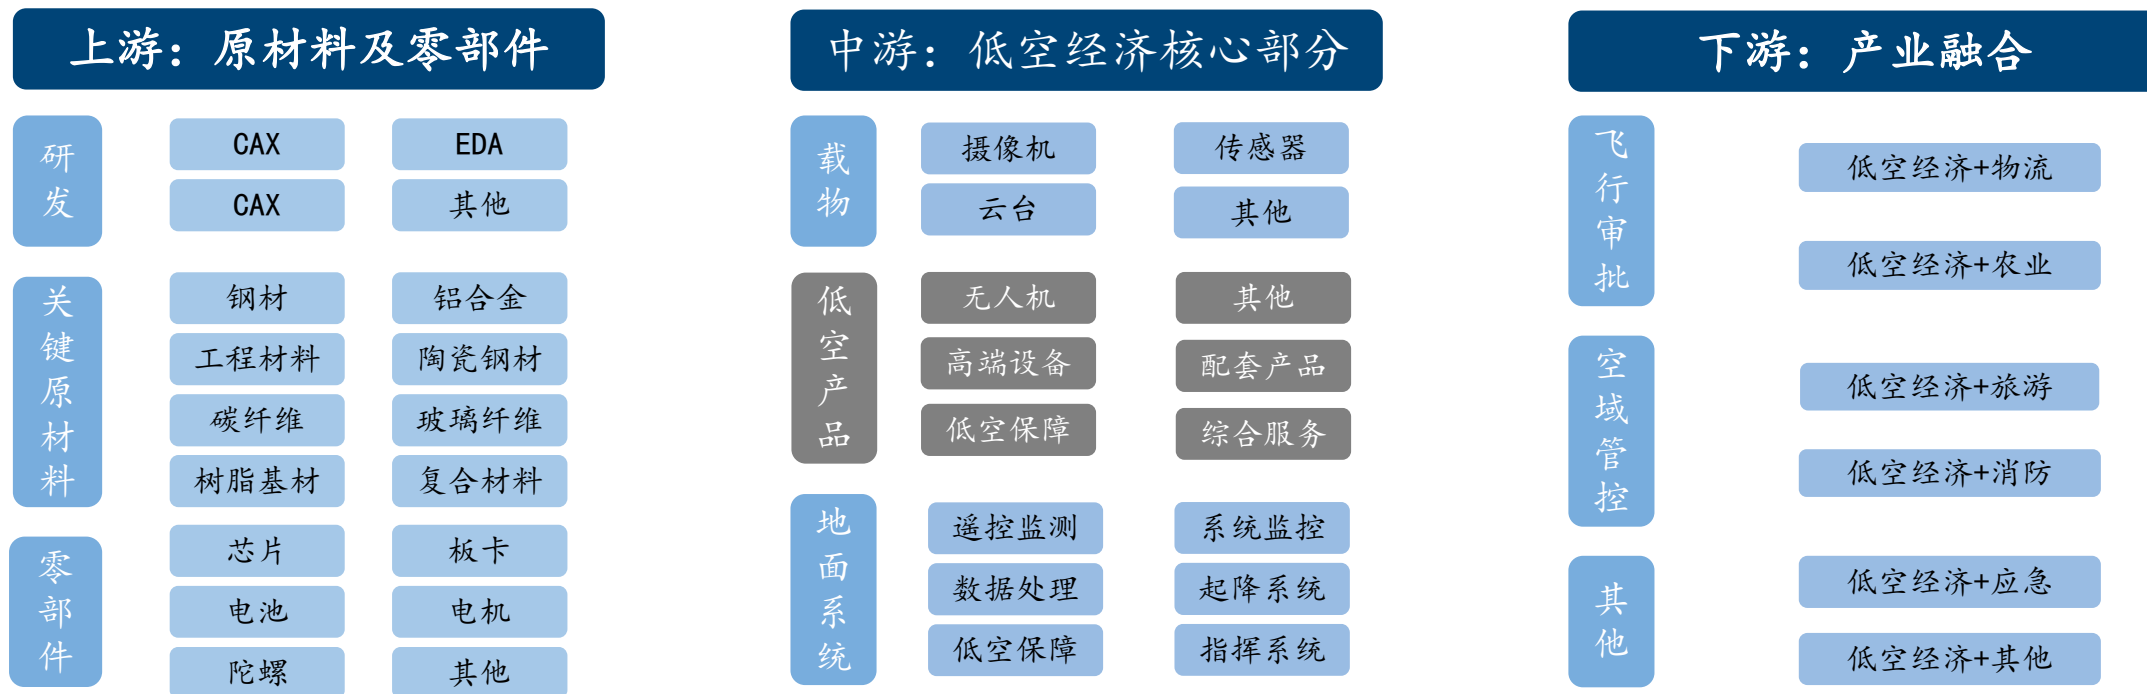 上游：原材料及零部件
研发
CAX
EDA
CAX
其他
关键原材料
钢材
铝合金
工程材料
陶瓷钢材
碳纤维
玻璃纤维
树脂基材
复合材料
零部件
芯片
板卡
电池
电机
陀螺
其他
中游：低空经济核心部分
载物
摄像机
传感器
云台
其他
低空产品
无人机
其他
高端设备
配套产品
低空保障
综合服务
地面系统
遥控监测
系统监控
数据处理
起降系统
低空保障
指挥系统
下游：产业融合
飞行审批
低空经济+物流
低空经济+农业
空域管控
低空经济+旅游
低空经济+消防
其他
低空经济+应急
低空经济+其他